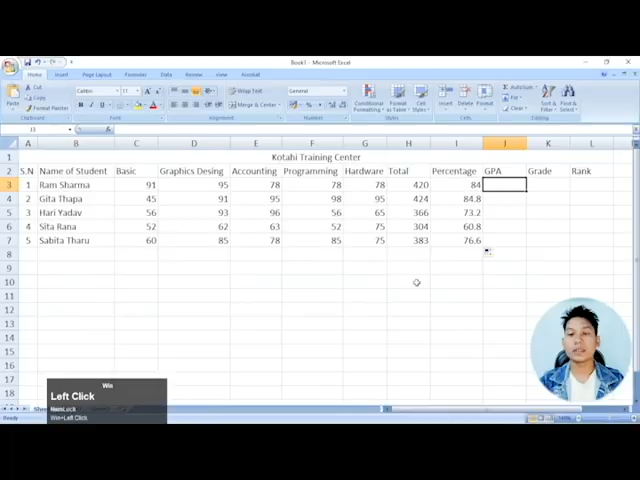 Book1 - Microsoft Excel
Home Insert Page Layout Formulas Data Review View Acrobat
Paste Cut Copy Format Painter Calibri 11 Wrap Text Merge & Center General Conditional Formatting Format as Table Cell Styles Insert Delete Format AutoSum Fill Clear Sort & Filter Find & Select
Clipboard Font Alignment Number Styles Cells Editing
J3
A B C D E F G H I J K L
1 Kotahi Training Center
2 S.N Name of Student Basic Graphics Desing Accounting Programming Hardware Total Percentage GPA Grade Rank
3 1 Ram Sharma 91 95 78 78 78 420 84
4 2 Gita Thapa 62 91 95 98 95 424 84.8
5 3 Hari Yadav 56 93 96 56 65 366 73.2
6 4 Sita Rana 52 62 63 52 75 304 60.8
7 5 Sabita Tharu 60 85 78 85 75 383 76.6
8
9
10
11
12
13
14
15
16
17
18
Win
Left Click
NumLock
Win+Left Click
Ready